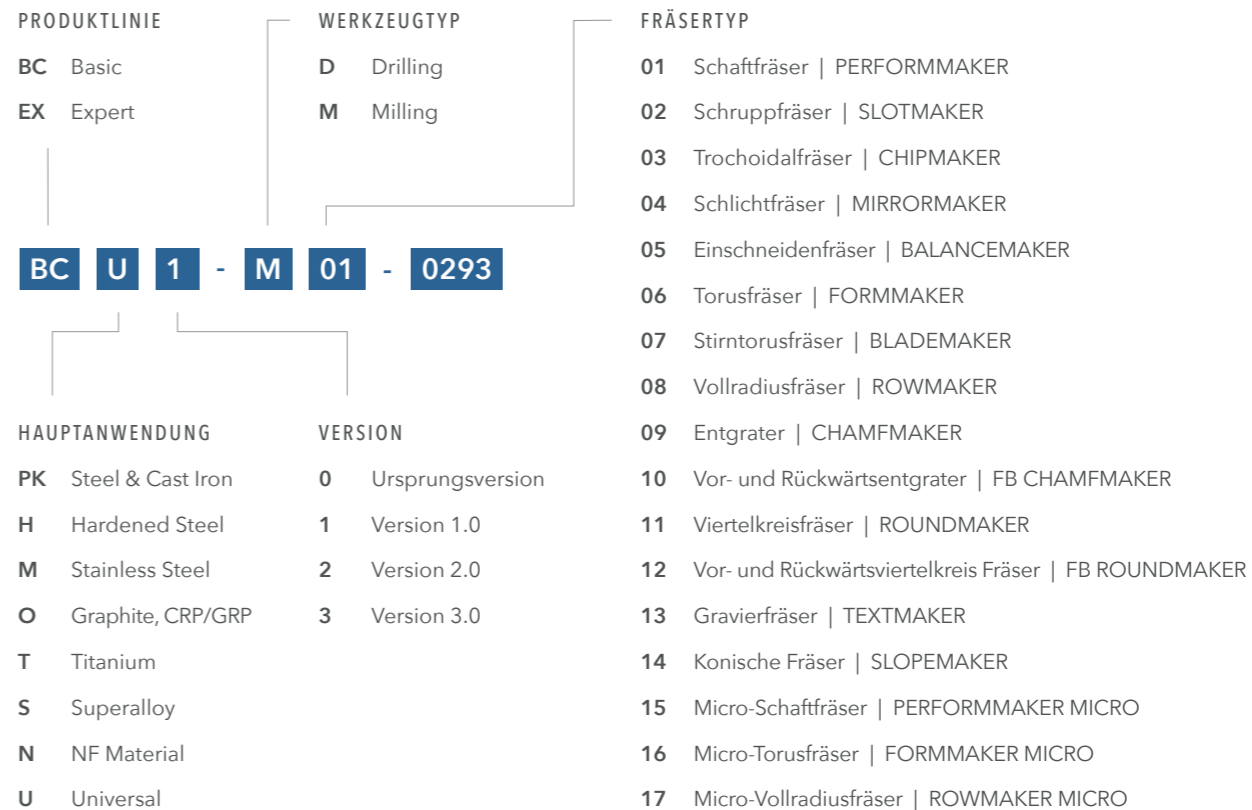 PRODUKTLINIE
BC Basic
EX Expert
WERKZEUGTYP
D Drilling
M Milling
FRÄSERTYP
01 Schaftfräser | PERFORMMAKER
02 Schruppfräser | SLOTMAKER
03 Trochoidalfräser | CHIPMAKER
04 Schlichtfräser | MIRRORMAKER
05 Einschneidenfräser | BALANCEMAKER
06 Torusfräser | FORMMAKER
07 Stirntorusfräser | BLADEMAKER
08 Vollradiusfräser | ROWMAKER
09 Entgrater | CHAMFMAKER
10 Vor- und Rückwärtsentgrater | FB CHAMFMAKER
11 Viertelkreisfräser | ROUNDMAKER
12 Vor- und Rückwärtsviertelkreis Fräser | FB ROUNDMAKER
13 Gravierfräser | TEXTMAKER
14 Konische Fräser | SLOPEMAKER
15 Micro-Schaftfräser | PERFORMMAKER MICRO
16 Micro-Torusfräser | FORMMAKER MICRO
17 Micro-Vollradiusfräser | ROWMAKER MICRO
BC U 1 - M 01 - 0293
HAUPTANWENDUNG
PK Steel & Cast Iron
H Hardened Steel
M Stainless Steel
O Graphite, CRP/GRP
T Titanium
S Superalloy
N NF Material
U Universal
VERSION
0 Ursprungsversion
1 Version 1.0
2 Version 2.0
3 Version 3.0